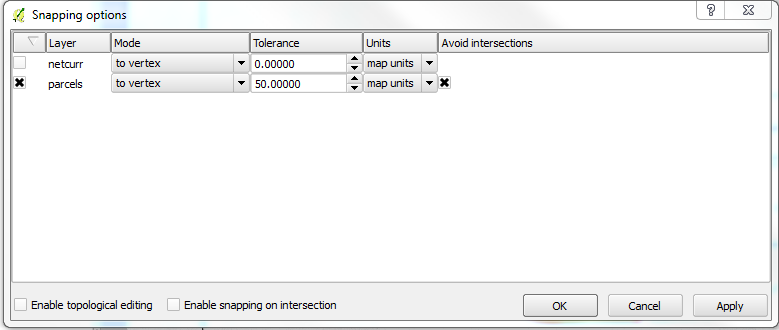 Snapping options
Layer Mode Tolerance Units Avoid intersections
netcurr to vertex 0.00000 map units
parcels to vertex 50.00000 map units
Enable topological editing Enable snapping on intersection OK Cancel Apply